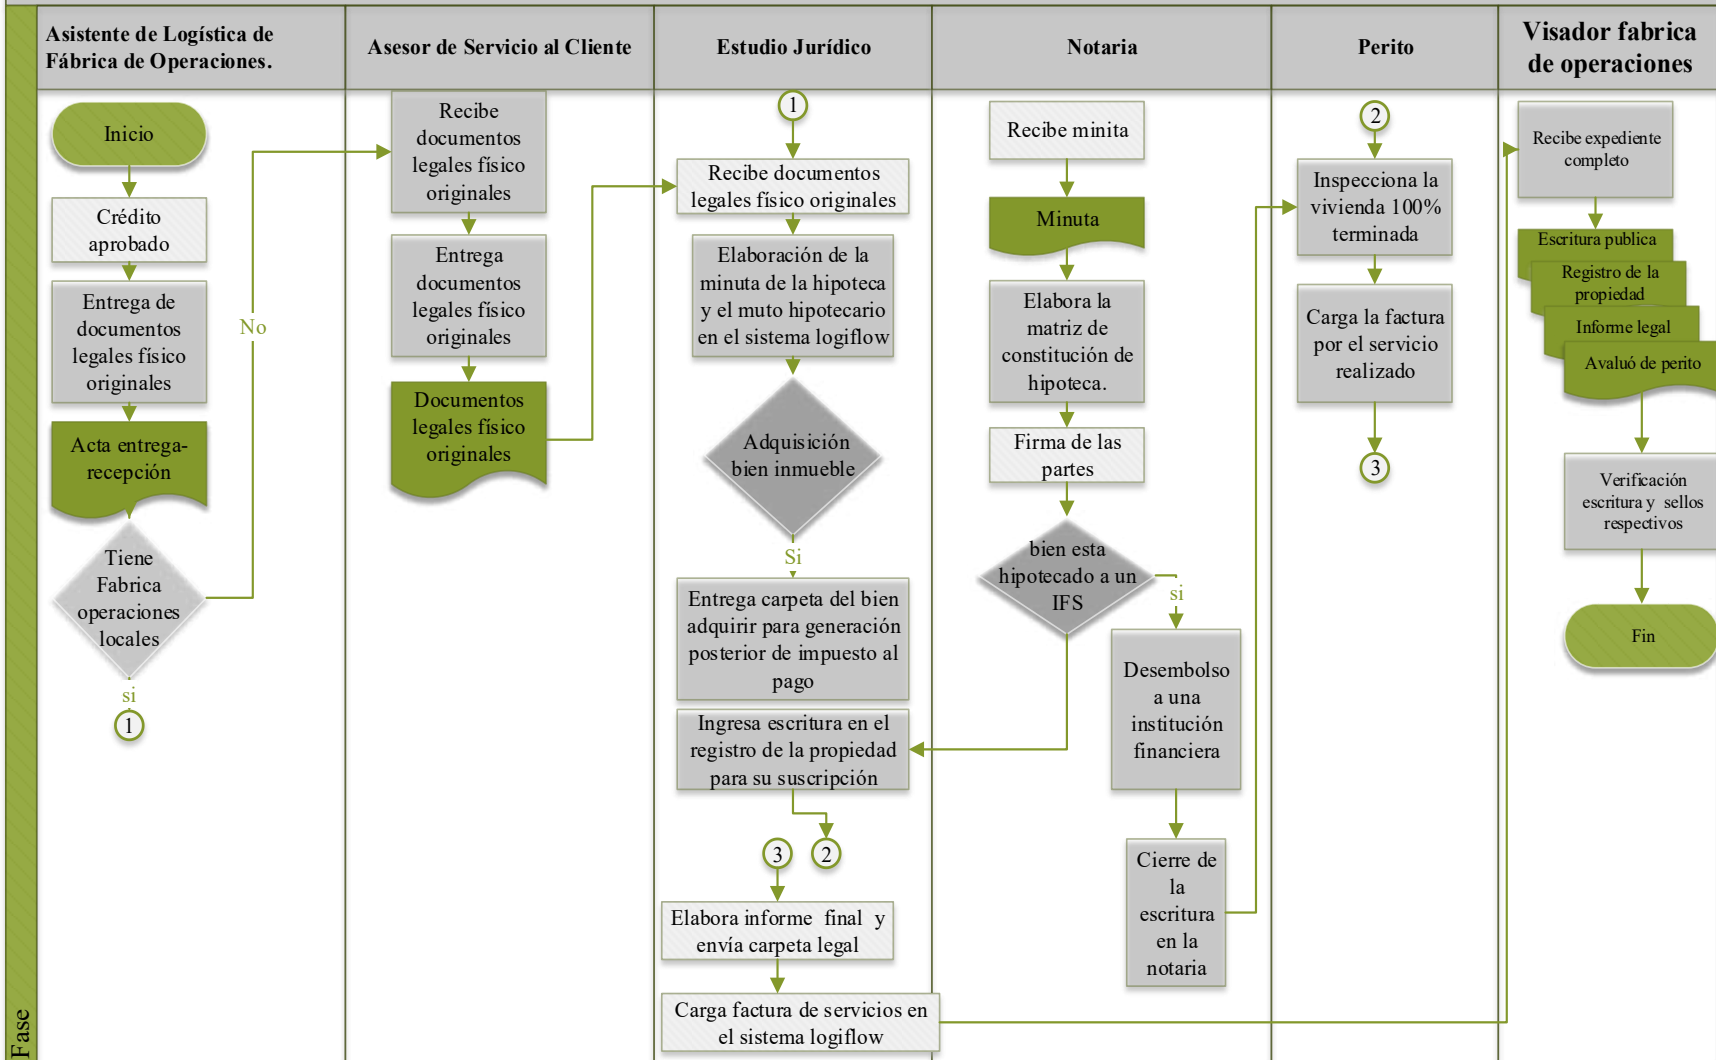 Asistente de Logística de
Fábrica de Operaciones.
Asesor de Servicio al Cliente
Estudio Jurídico
Notaria
Perito
Visador fabrica
de operaciones
Fase
Inicio
Crédito
aprobado
Entrega de
documentos
legales físico
originales
Acta entrega-
recepción
Tiene
Fabrica
operaciones
locales
si
1
No
Recibe
documentos
legales físico
originales
Entrega
documentos
legales físico
originales
Documentos
legales físico
originales
1
Recibe documentos
legales físico originales
Elaboración de la
minuta de la hipoteca
y el muto hipotecario
en el sistema logiflow
Adquisición
bien inmueble
Si
Entrega carpeta del bien
adquirir para generación
posterior de impuesto al
pago
Ingresa escritura en el
registro de la propiedad
para su suscripción
3
2
Elabora informe final y
envía carpeta legal
Carga factura de servicios en
el sistema logiflow
Recibe minita
Minuta
Elabora la
matriz de
constitución de
hipoteca.
Firma de las
partes
bien esta
hipotecado a un
IFS
si
Desembolso
a una
institución
financiera
Cierre de
la
escritura
en la
notaria
2
Inspecciona la
vivienda 100%
terminada
Carga la factura
por el servicio
realizado
3
Recibe expediente
completo
Escritura publica
Registro de la
propiedad
Informe legal
Avaluó de perito
Verificación
escritura y sellos
respectivos
Fin